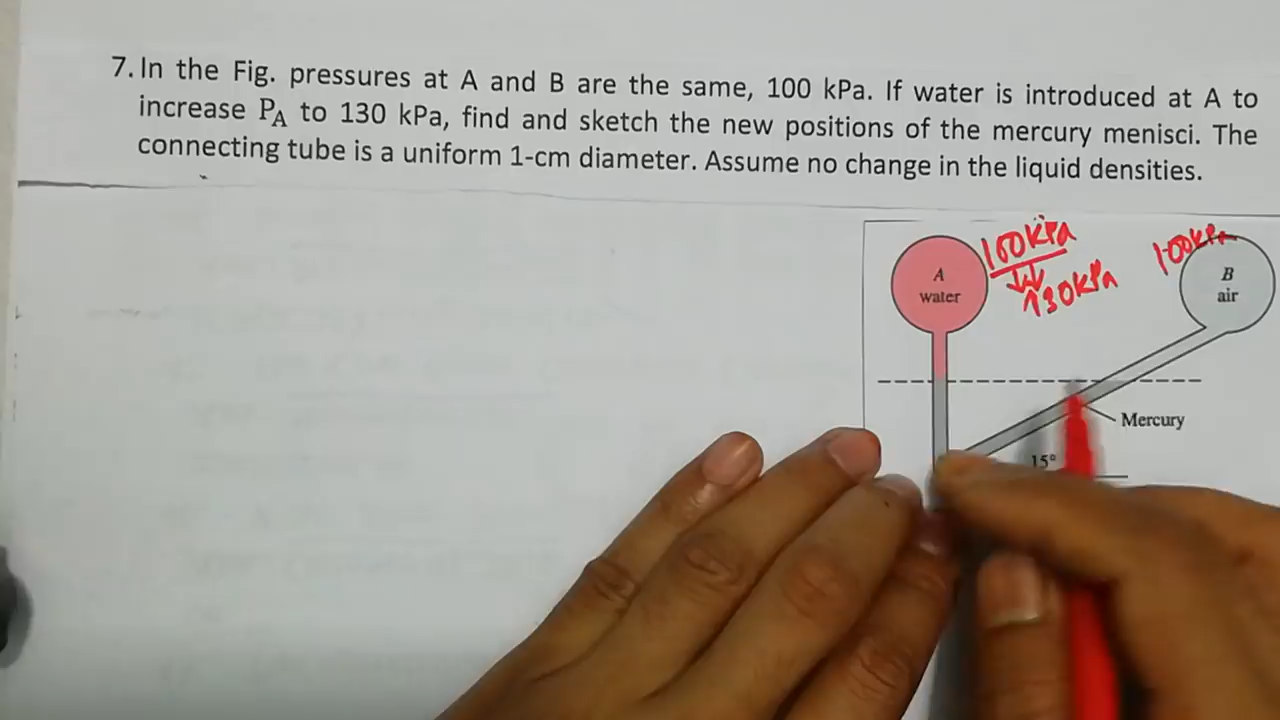 7. In the Fig. pressures at A and B are the same, 100 kPa. If water is introduced at A to
increase PA to 130 kPa, find and sketch the new positions of the mercury menisci. The
connecting tube is a uniform 1-cm diameter. Assume no change in the liquid densities.
100kPa
130kPa
100kPa
A
water
B
air
Mercury
15°